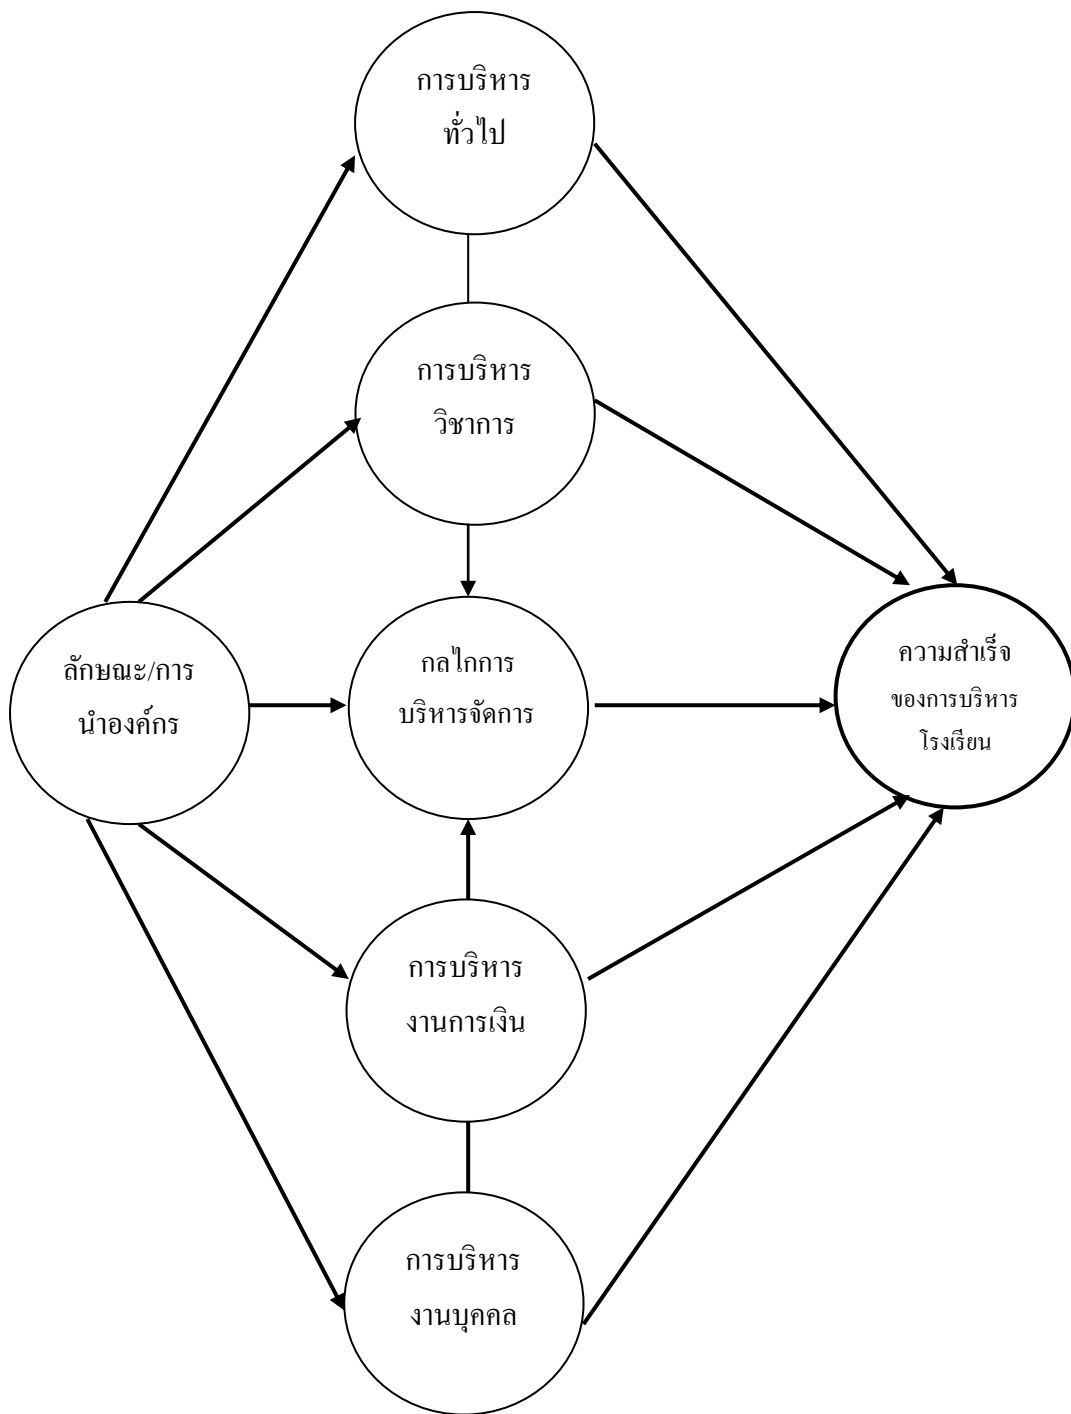 การบริหาร
ทั่วไป
การบริหาร
วิชาการ
ลักษณะ/การ
นำองค์กร
กลไกการ
บริหารจัดการ
ความสำเร็จ
ของการบริหาร
โรงเรียน
การบริหาร
งานการเงิน
การบริหาร
งานบุคคล